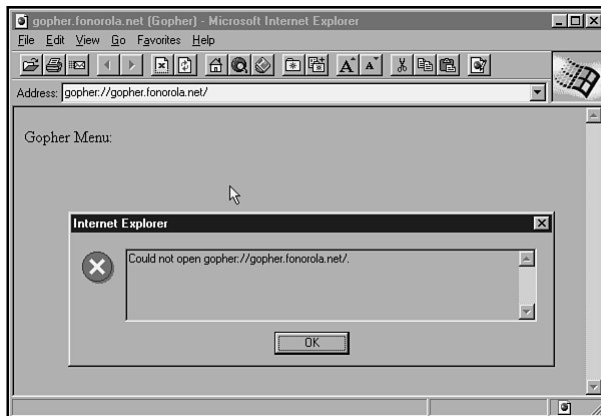 gopher.fonorola.net (Gopher) - Microsoft Internet Explorer
File Edit View Go Favorites Help
Address: gopher://gopher.fonorola.net/
Gopher Menu:
Internet Explorer
Could not open gopher://gopher.fonorola.net/.
OK